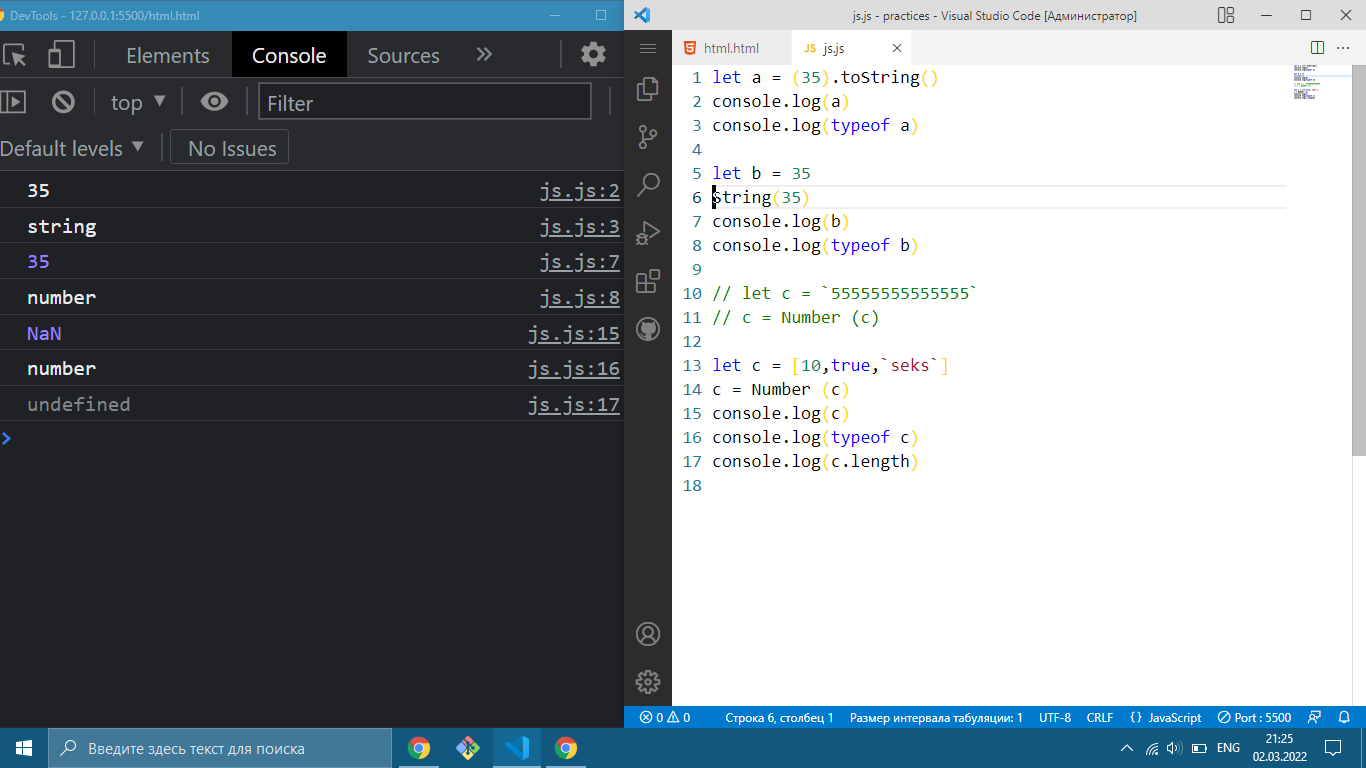 DevTools - 127.0.0.1:5500/html.html
Elements Console Sources
top Filter
Default levels No Issues
35 js.js:2
string js.js:3
35 js.js:7
number js.js:8
NaN js.js:15
number js.js:16
undefined js.js:17
js.js - practices - Visual Studio Code [Администратор]
html.html JS js.js
1 let a = (35).toString()
2 console.log(a)
3 console.log(typeof a)
4
5 let b = 35
6 String(35)
7 console.log(b)
8 console.log(typeof b)
9
10 // let c = `55555555555555`
11 // c = Number (c)
12
13 let c = [10,true,`seks`]
14 c = Number (c)
15 console.log(c)
16 console.log(typeof c)
17 console.log(c.length)
18
0 0 Строка 6, столбец 1 Размер интервала табуляции: 1 UTF-8 CRLF {} JavaScript Port : 5500
Введите здесь текст для поиска
ENG
21:25
02.03.2022